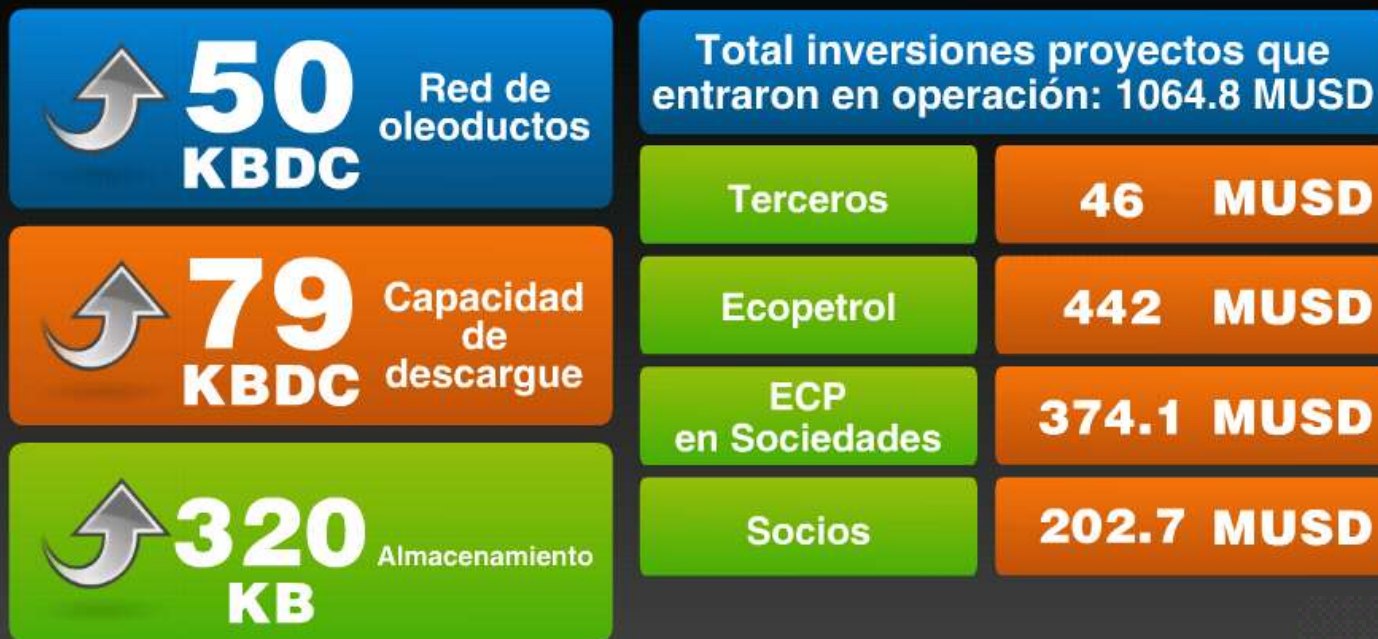 50
KBDC
Red de
oleoductos
79
KBDC
Capacidad
de
descargue
320
KB
Almacenamiento
Total inversiones proyectos que
entraron en operación: 1064.8 MUSD
Terceros
46 MUSD
Ecopetrol
442 MUSD
ECP
en Sociedades
374.1 MUSD
Socios
202.7 MUSD